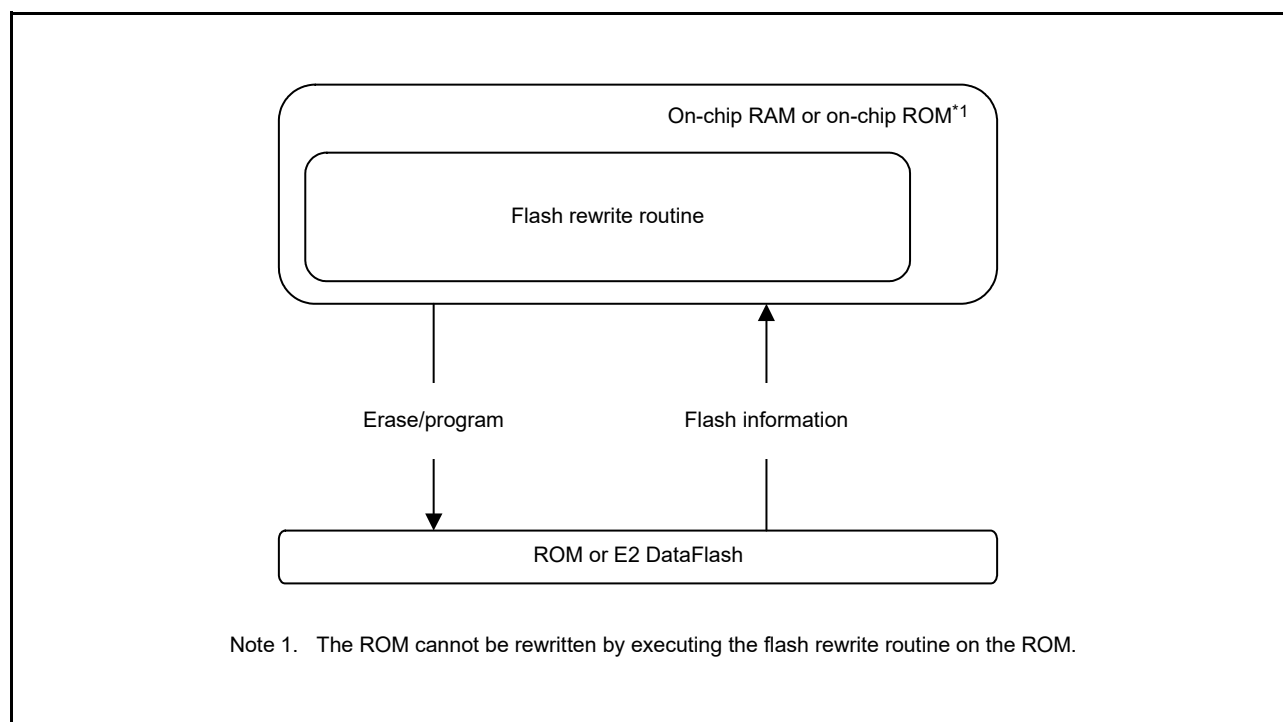 On-chip RAM or on-chip ROM*1
Flash rewrite routine
Erase/program
Flash information
ROM or E2 DataFlash
Note 1. The ROM cannot be rewritten by executing the flash rewrite routine on the ROM.